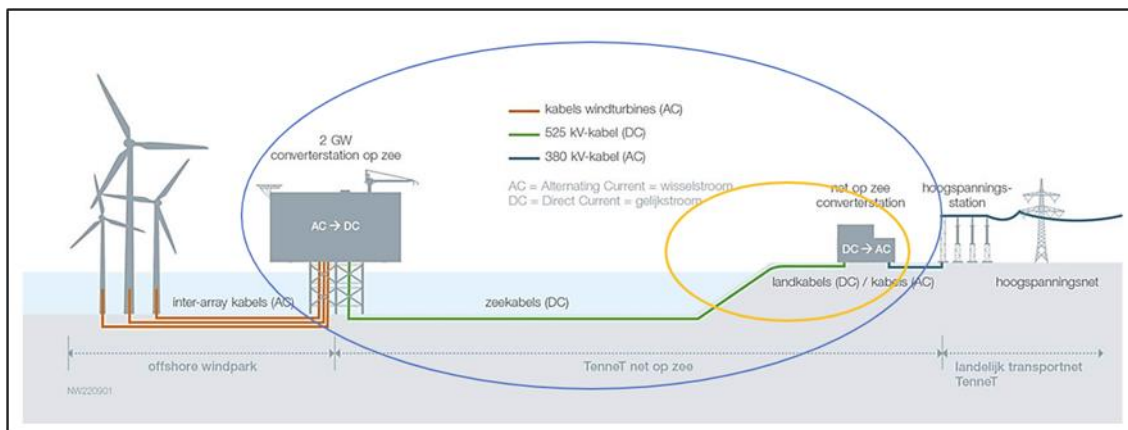 kabels windturbines (AC)
525 kV-kabel (DC)
380 kV-kabel (AC)
AC = Alternating Current = wisselstroom
DC = Direct Current = gelijkstroom
2 GW
converterstation op zee
AC → DC
net op zee
converterstation
hoogspannings-
station
DC → AC
inter-array kabels (AC)
zeekabels (DC)
landkabels (DC) / kabels (AC)
hoogspanningsnet
offshore windpark
TenneT net op zee
landelijk transportnet
TenneT
NW220901